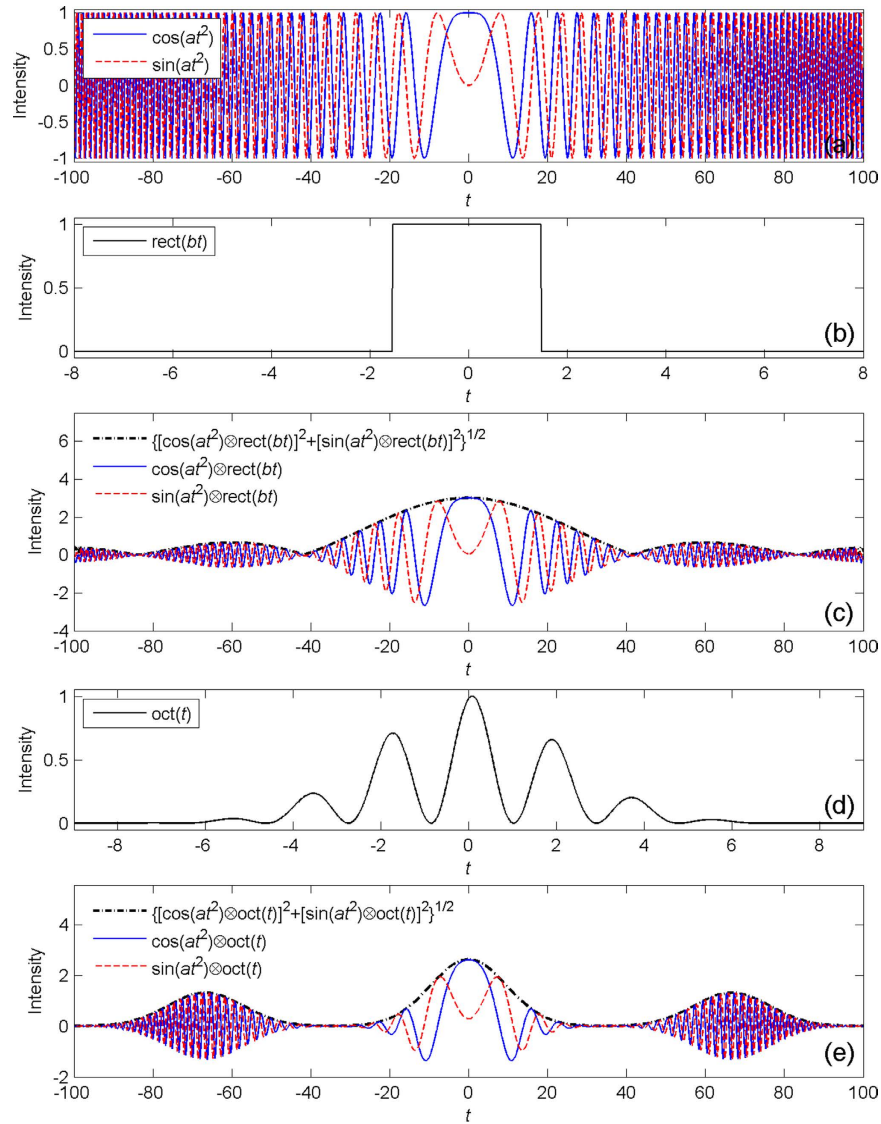 1
0.5
0
-0.5
-1
Intensity
cos(at²)
sin(at²)
(a)
-100 -80 -60 -40 -20 0 20 40 60 80 100
t
1
0.5
0
Intensity
rect(bt)
(b)
-8 -6 -4 -2 0 2 4 6 8
t
6
4
2
0
-2
-4
Intensity
{[cos(at²)⊗rect(bt)]²+[sin(at²)⊗rect(bt)]²}^1/2
cos(at²)⊗rect(bt)
sin(at²)⊗rect(bt)
(c)
-100 -80 -60 -40 -20 0 20 40 60 80 100
t
1
0.5
0
Intensity
oct(t)
(d)
-8 -6 -4 -2 0 2 4 6 8
t
4
2
0
-2
Intensity
{[cos(at²)⊗oct(t)]²+[sin(at²)⊗oct(t)]²}^1/2
cos(at²)⊗oct(t)
sin(at²)⊗oct(t)
(e)
-100 -80 -60 -40 -20 0 20 40 60 80 100
t